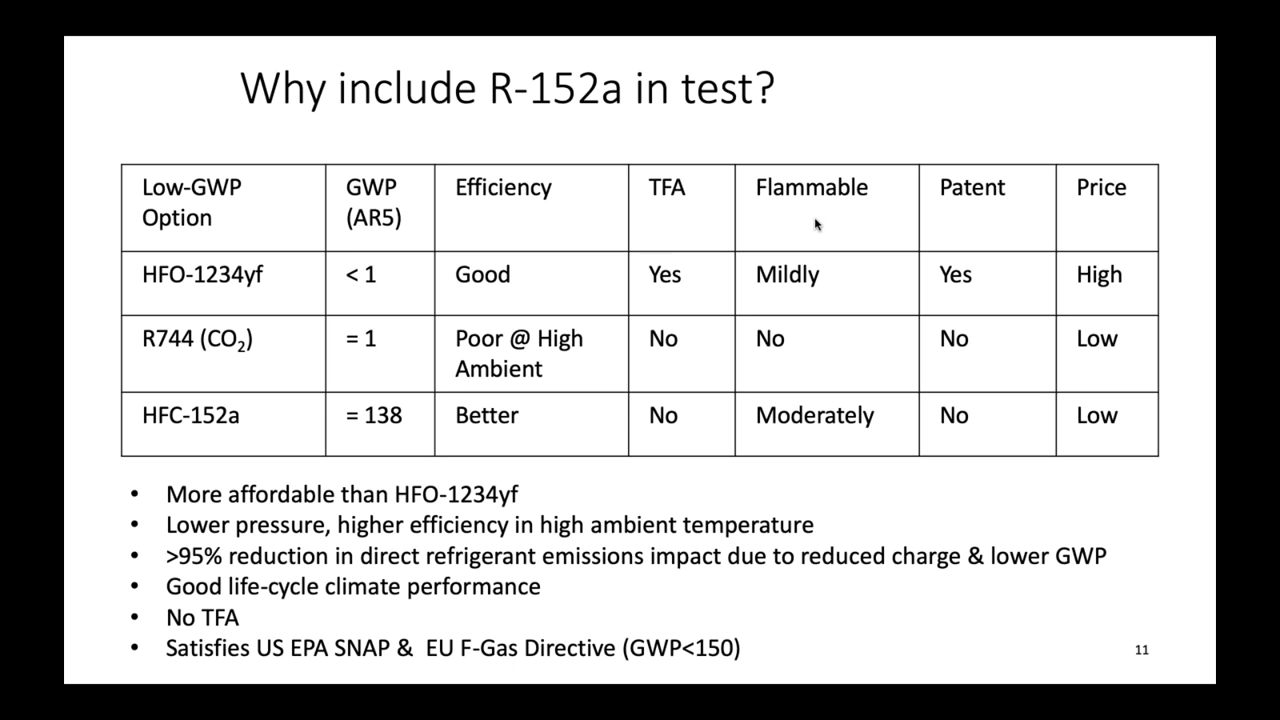 Why include R-152a in test?
Low-GWP Option GWP (AR5) Efficiency TFA Flammable Patent Price
HFO-1234yf < 1 Good Yes Mildly Yes High
R744 (CO₂) = 1 Poor @ High Ambient No No No Low
HFC-152a = 138 Better No Moderately No Low
• More affordable than HFO-1234yf
• Lower pressure, higher efficiency in high ambient temperature
• >95% reduction in direct refrigerant emissions impact due to reduced charge & lower GWP
• Good life-cycle climate performance
• No TFA
• Satisfies US EPA SNAP & EU F-Gas Directive (GWP<150)
11